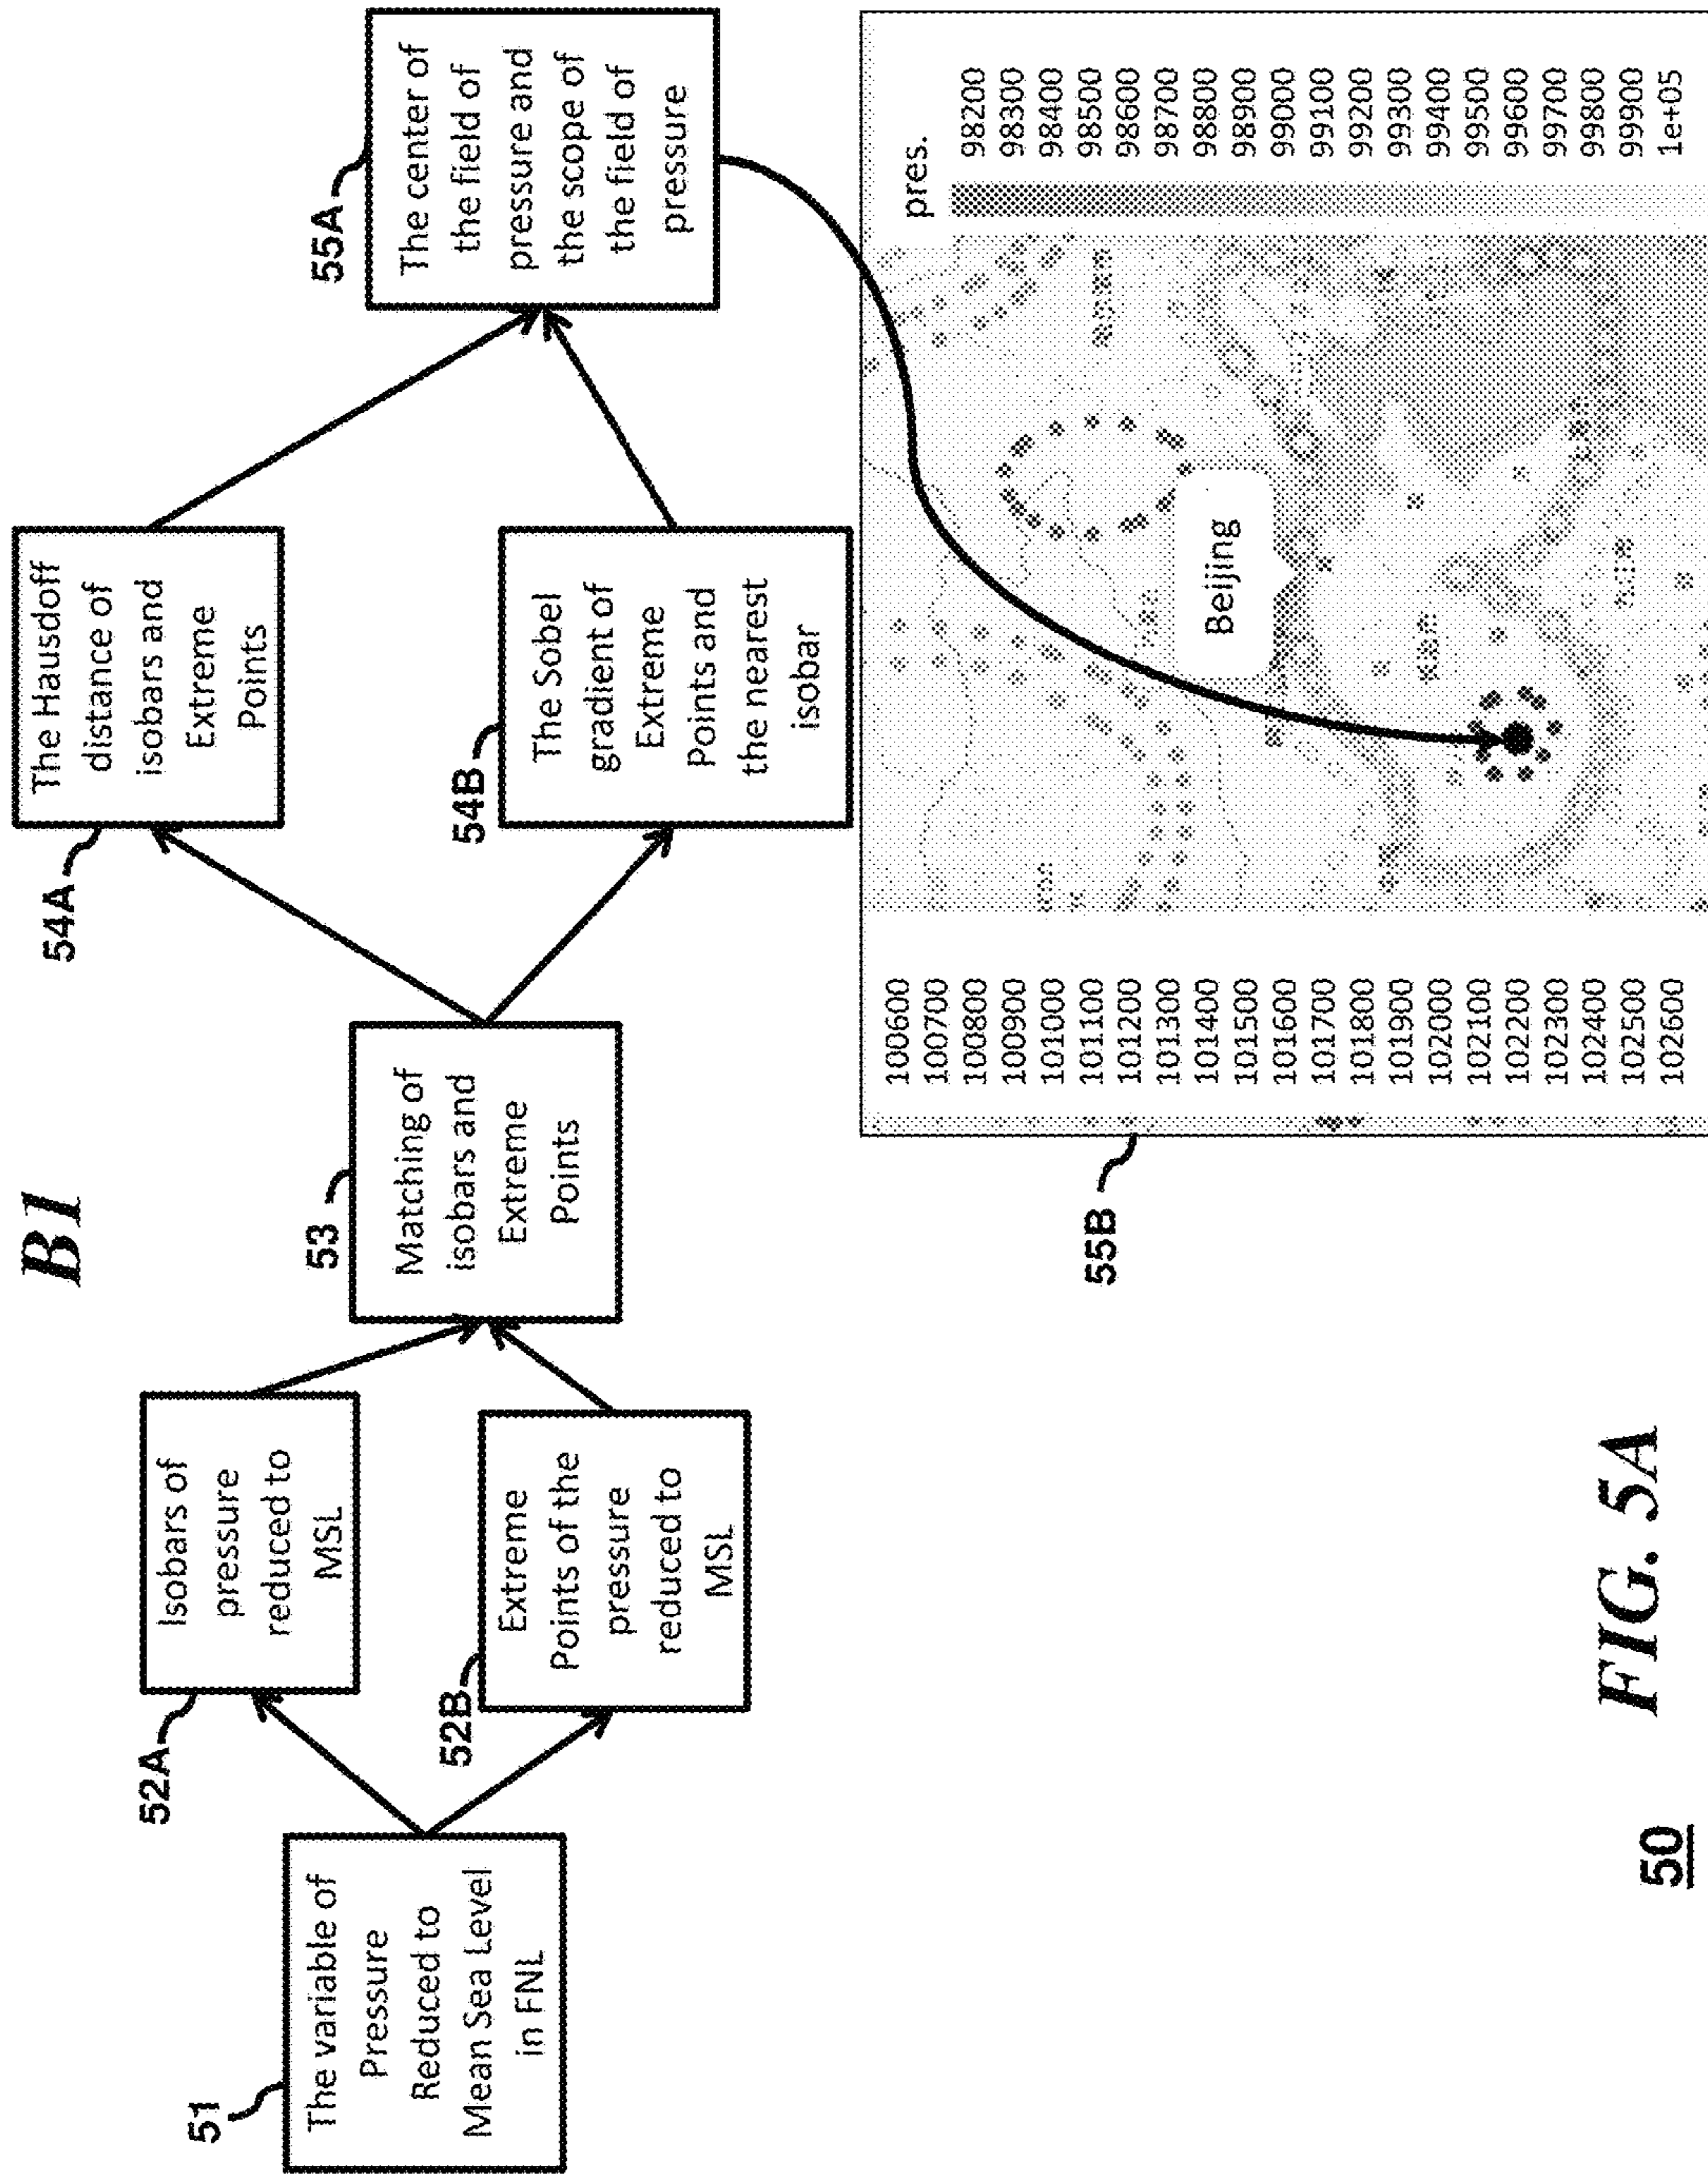 B1
51
The variable of
Pressure
Reduced to
Mean Sea Level
in FNL
52A
Isobars of
pressure
reduced to
MSL
52B
Extreme
Points of the
pressure
reduced to
MSL
53
Matching of
isobars and
Extreme
Points
54A
The Hausdoff
distance of
isobars and
Extreme
Points
54B
The Sobel
gradient of
Extreme
Points and
the nearest
isobar
55A
The center of
the field of
pressure and
the scope of
the field of
pressure
55B
100600
100700
100800
100900
101000
101100
101200
101300
101400
101500
101600
101700
101800
101900
102000
102100
102200
102300
102400
102500
102600
Beijing
pres.
98200
98300
98400
98500
98600
98700
98800
98900
99000
99100
99200
99300
99400
99500
99600
99700
99800
99900
1e+05
50
FIG. 5A